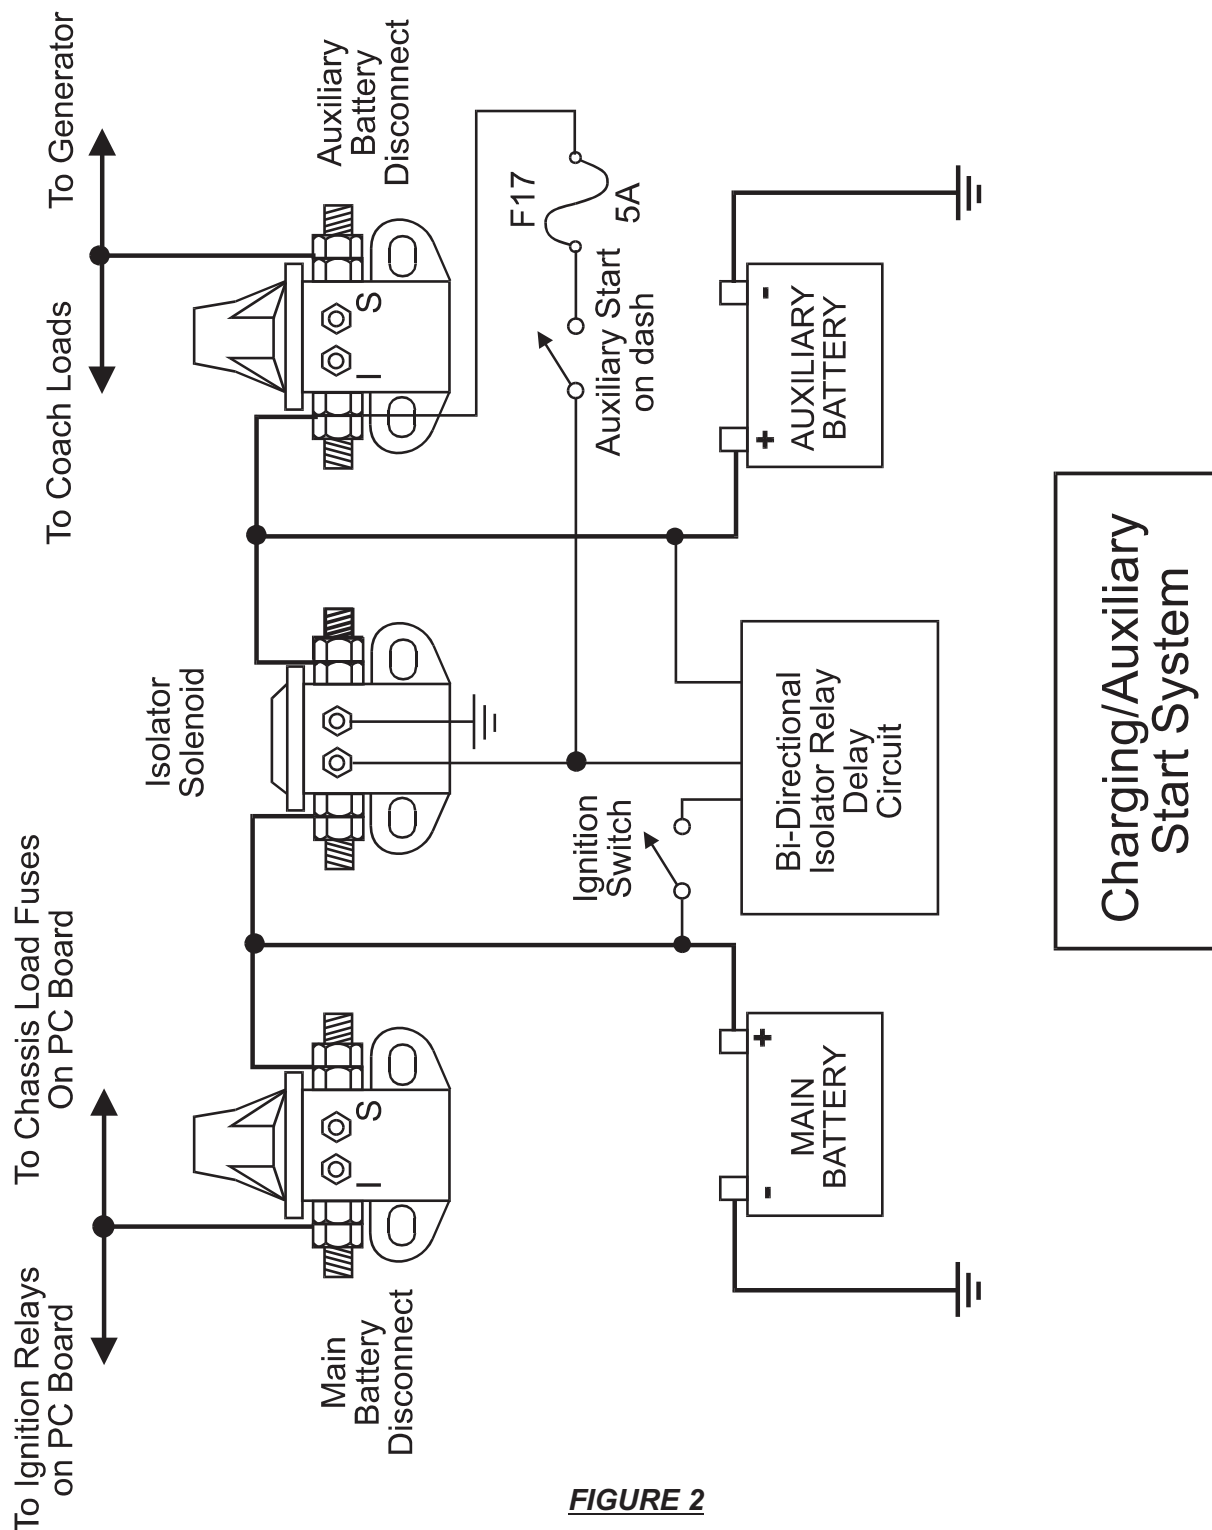 To Ignition Relays
on PC Board
To Chassis Load Fuses
On PC Board
To Coach Loads
To Generator
Isolator
Solenoid
Main
Battery
Disconnect
I
S
Auxiliary
Battery
Disconnect
I
S
F17
5A
Auxiliary Start
on dash
Ignition
Switch
Bi-Directional
Isolator Relay
Delay
Circuit
-
+
MAIN
BATTERY
+
-
AUXILIARY
BATTERY
Charging/Auxiliary
Start System
FIGURE 2